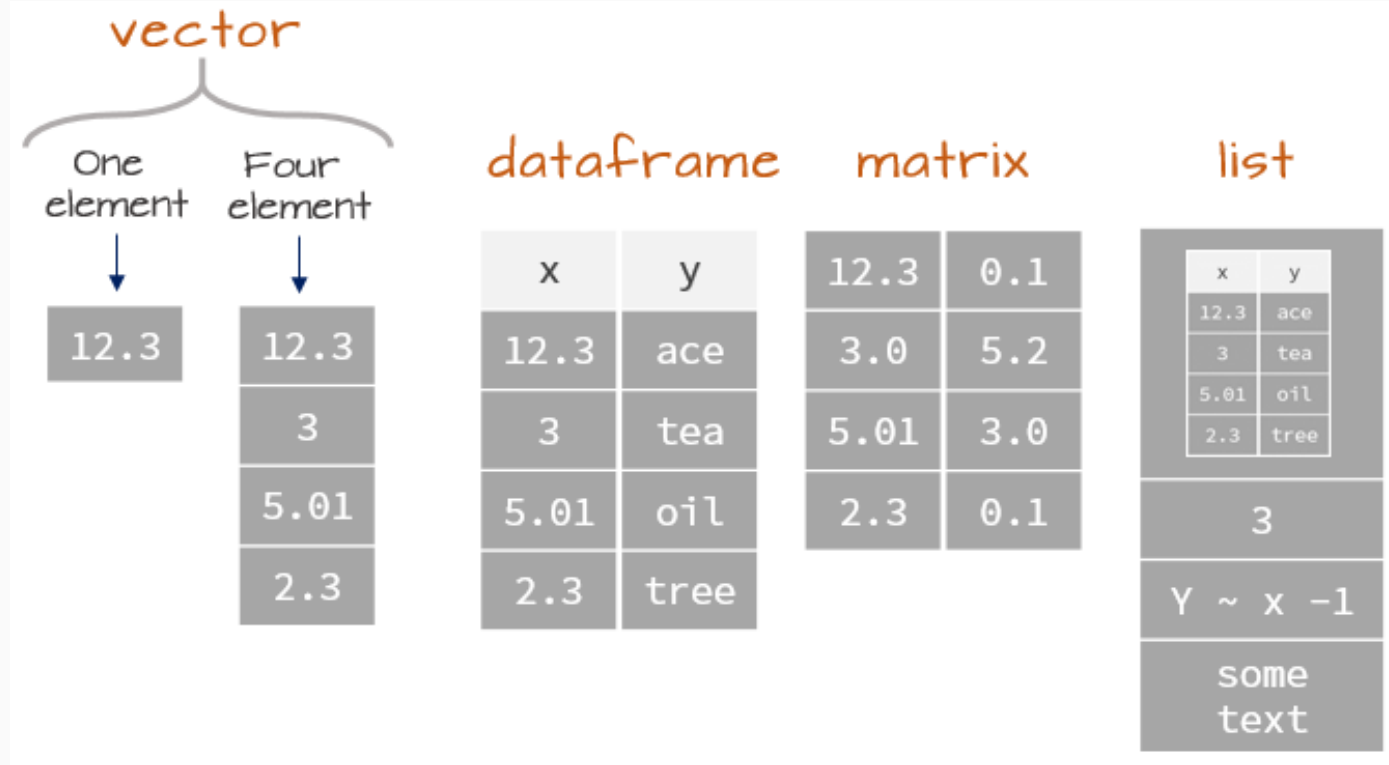 vector
One
element
Four
element
12.3
12.3
3
5.01
2.3
dataframe
x y
12.3 ace
3 tea
5.01 oil
2.3 tree
matrix
12.3 0.1
3.0 5.2
5.01 3.0
2.3 0.1
list
x y
12.3 ace
3 tea
5.01 oil
2.3 tree
3
Y ~ x -1
some
text